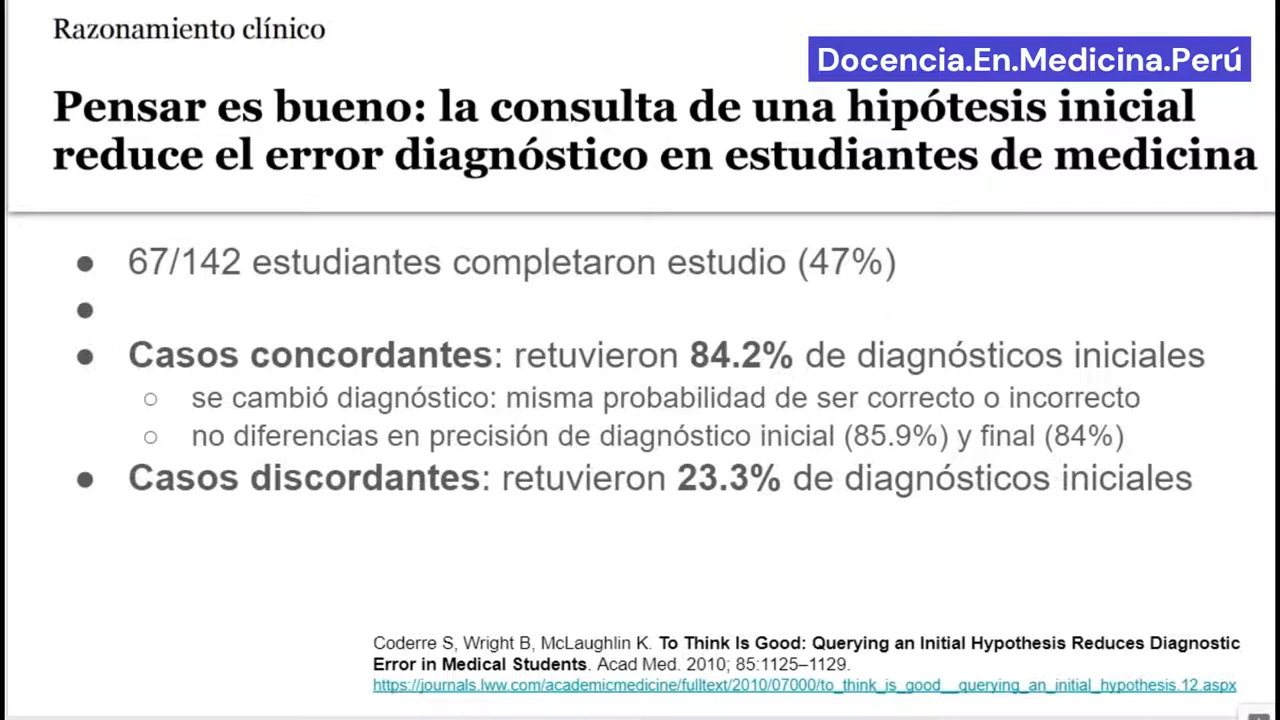 Razonamiento clínico
Docencia.En.Medicina.Perú
Pensar es bueno: la consulta de una hipótesis inicial
reduce el error diagnóstico en estudiantes de medicina
● 67/142 estudiantes completaron estudio (47%)
●
● Casos concordantes: retuvieron 84.2% de diagnósticos iniciales
○ se cambió diagnóstico: misma probabilidad de ser correcto o incorrecto
○ no diferencias en precisión de diagnóstico inicial (85.9%) y final (84%)
● Casos discordantes: retuvieron 23.3% de diagnósticos iniciales
Coderre S, Wright B, McLaughlin K. To Think Is Good: Querying an Initial Hypothesis Reduces Diagnostic
Error in Medical Students. Acad Med. 2010; 85:1125–1129.
https://journals.lww.com/academicmedicine/fulltext/2010/07000/to_think_is_good__querying_an_initial_hypothesis.12.aspx